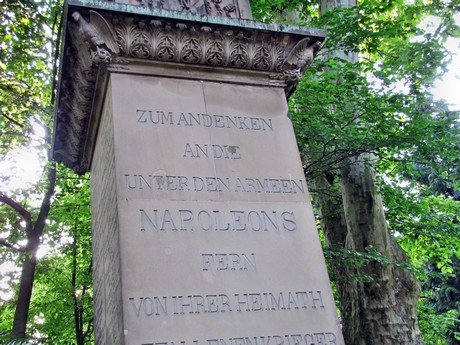 ZUM ANDENKEN
AN DIE
UNTER DEN ARMEEN
NAPOLEONS
FERN
VON IHRER HEIMATH